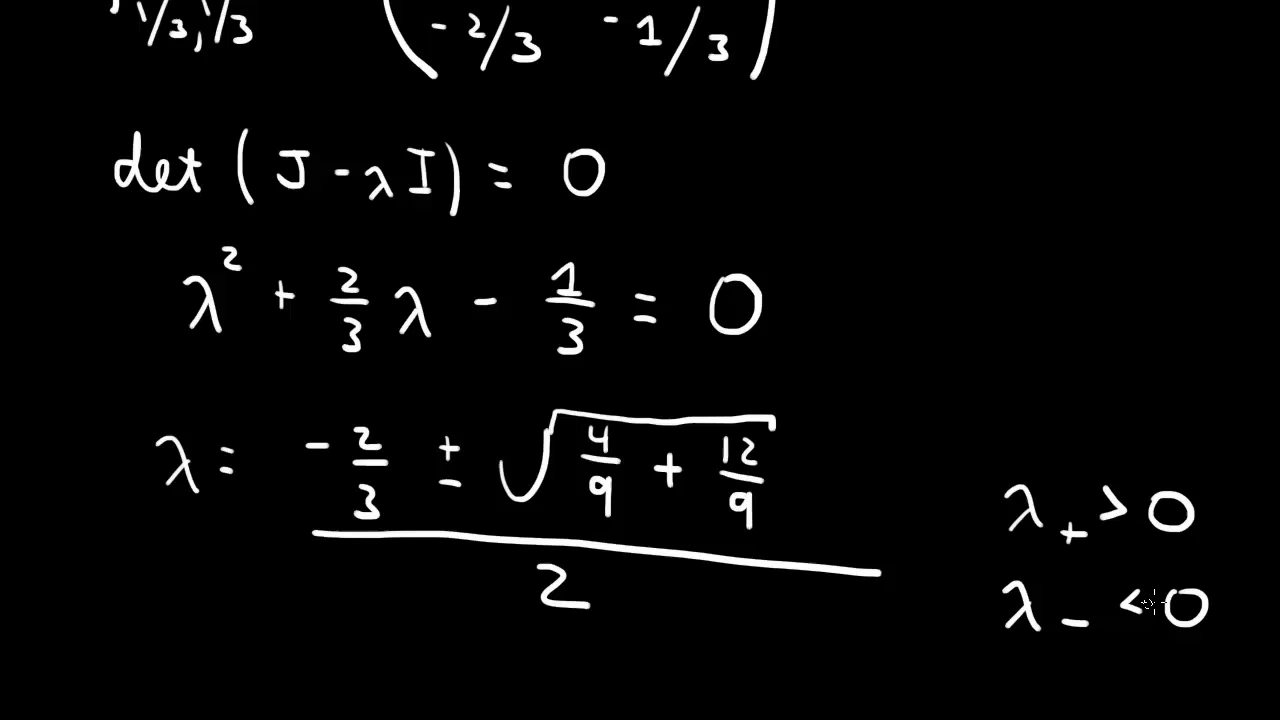 1/3, 1/3 ( -2/3 -1/3 )
det (J - λI) = 0
λ² + 2/3 λ - 1/3 = 0
λ = (-2/3 ± √(4/9 + 12/9)) / 2
λ₊ > 0
λ₋ < 0